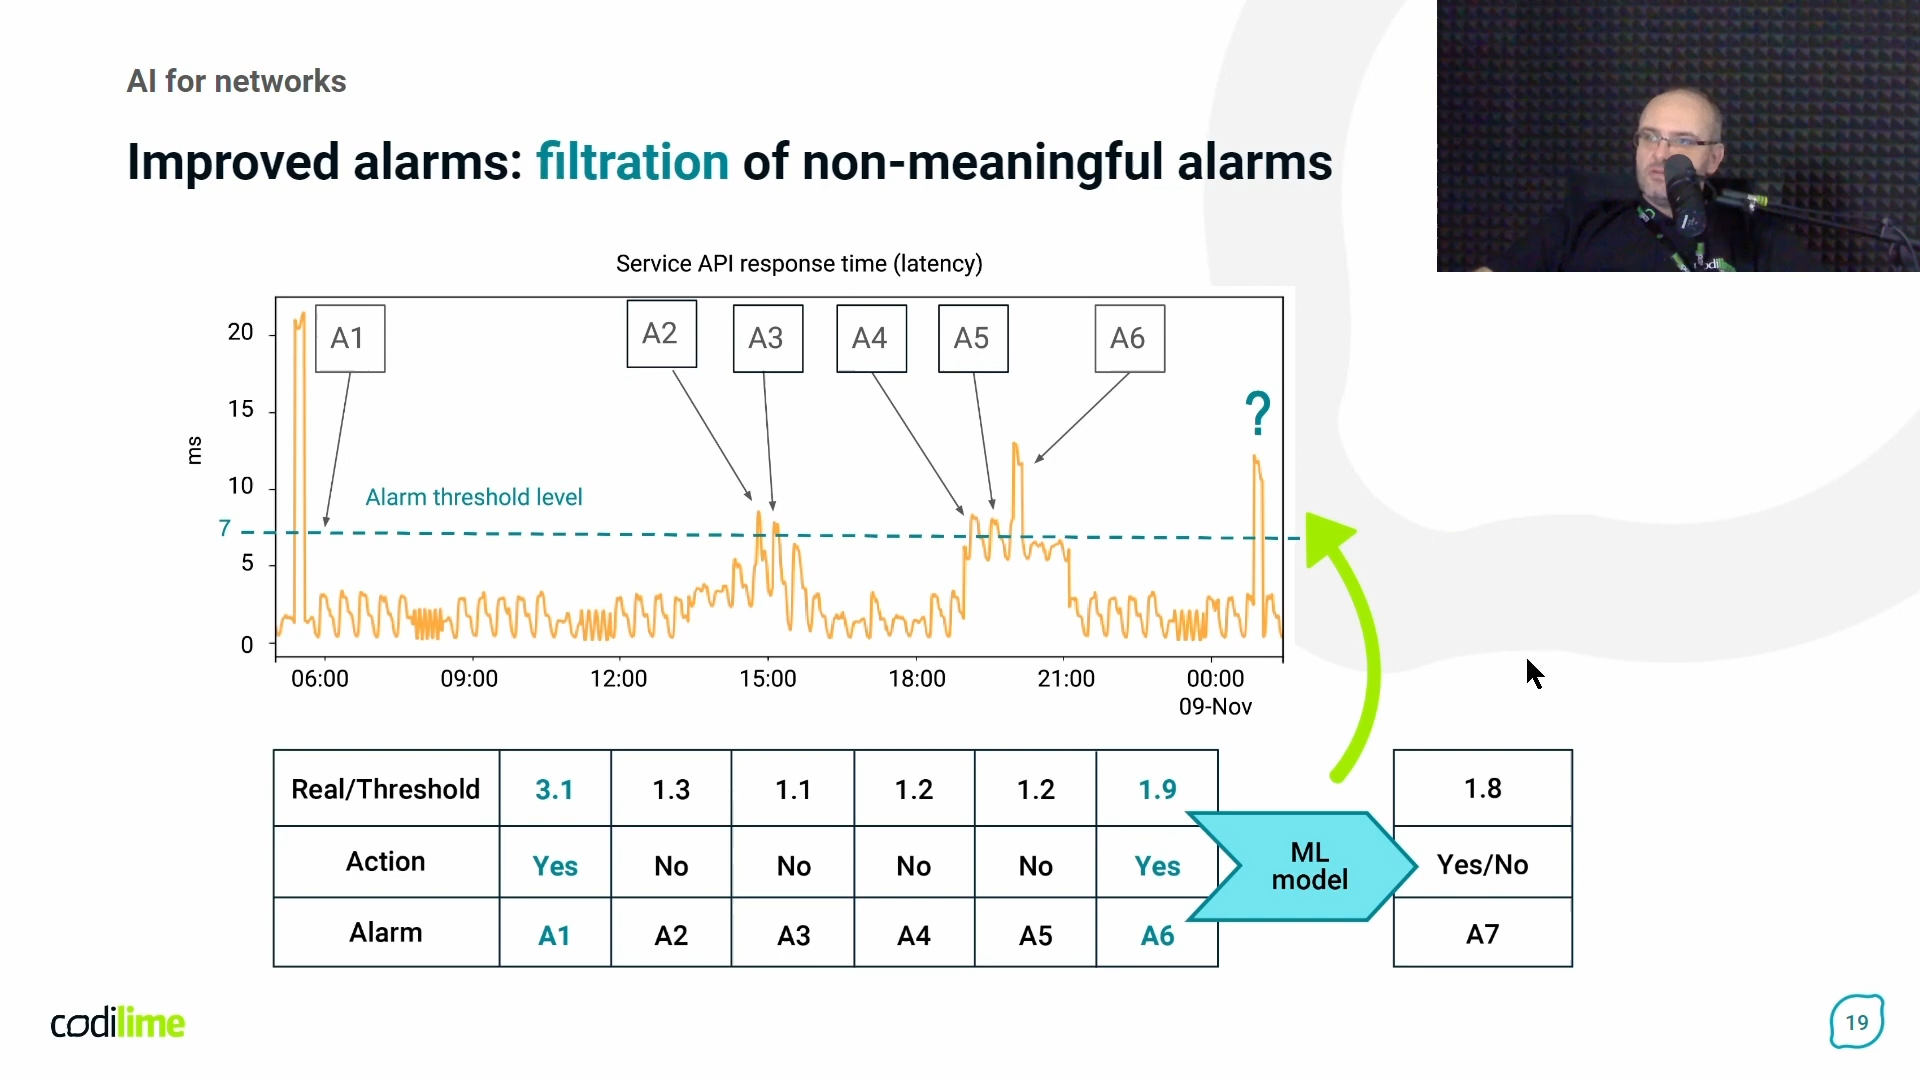 AI for networks
Improved alarms: filtration of non-meaningful alarms
Service API response time (latency)
A1
A2
A3
A4
A5
A6
?
20
15
10
7
5
0
ms
Alarm threshold level
06:00
09:00
12:00
15:00
18:00
21:00
00:00
09-Nov
Real/Threshold 3.1 1.3 1.1 1.2 1.2 1.9 1.8
Action Yes No No No No Yes Yes/No
Alarm A1 A2 A3 A4 A5 A6 A7
ML
model
codilime
19